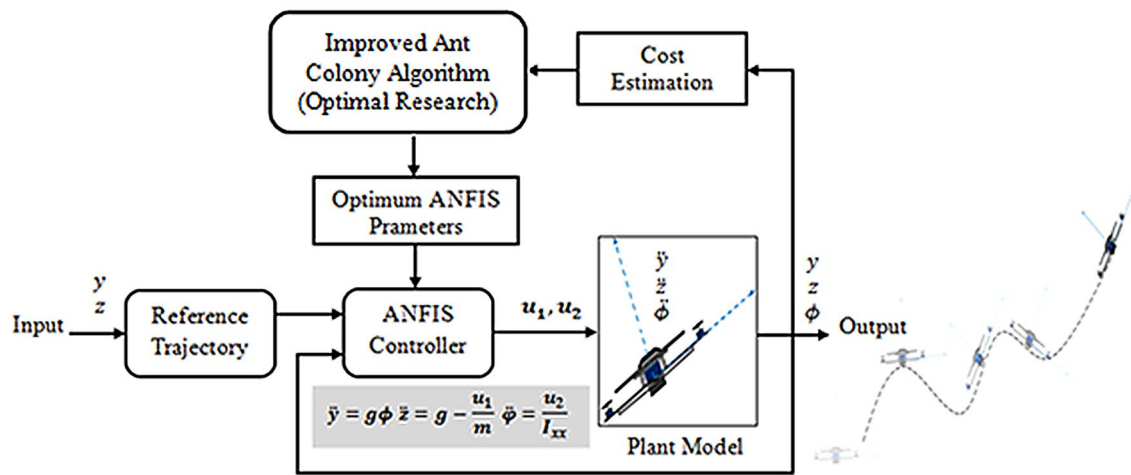 Improved Ant
Colony Algorithm
(Optimal Research)
Cost
Estimation
Optimum ANFIS
Prameters
Input
y
z
Reference
Trajectory
ANFIS
Controller
u₁, u₂
ÿ
z̈
ϕ̈
y
z
ϕ
Output
ÿ = gϕ z̈ = g − u₁/m φ̈ = u₂/Iₓₓ
Plant Model